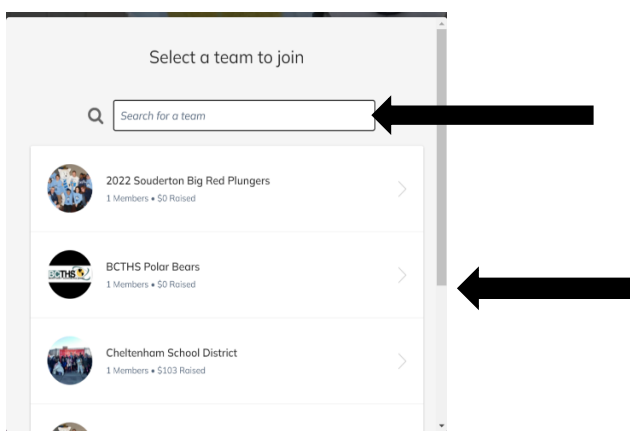 Select a team to join
Search for a team
2022 Souderton Big Red Plungers
1 Members • $0 Raised
BCTHS
BCTHS Polar Bears
1 Members • $0 Raised
Cheltenham School District
1 Members • $103 Raised